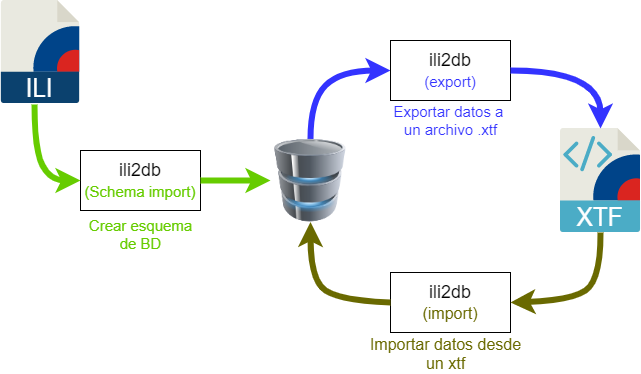 ILI
ili2db
(Schema import)
Crear esquema
de BD
ili2db
(export)
Exportar datos a
un archivo .xtf
</>
XTF
ili2db
(import)
Importar datos desde
un xtf